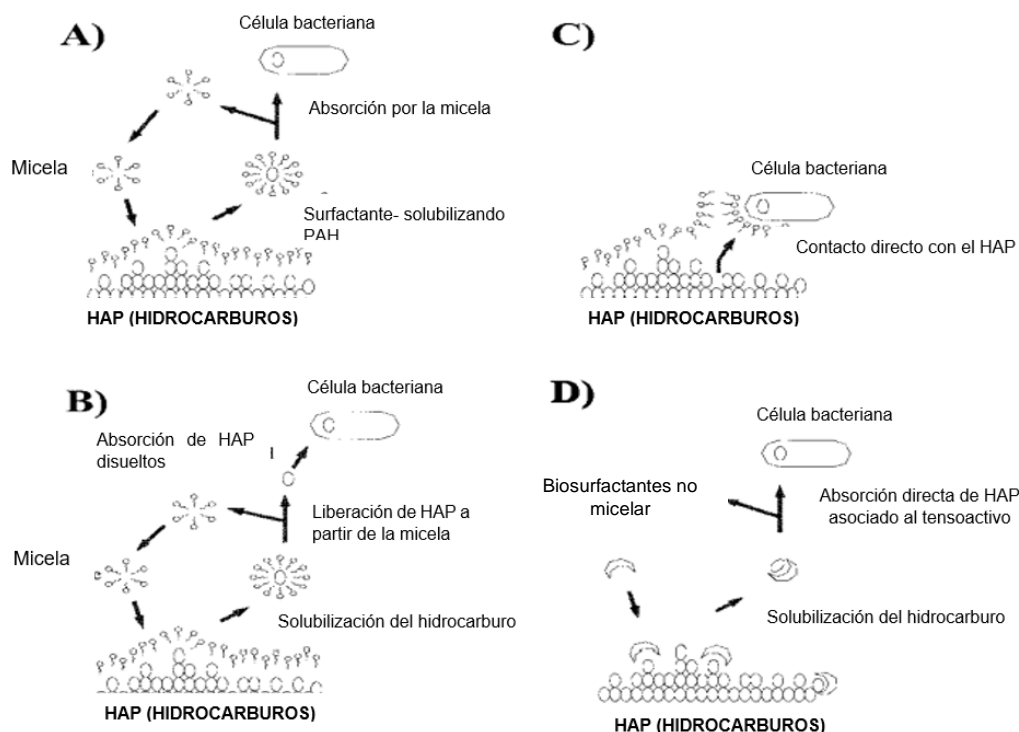 A)
Célula bacteriana
Absorción por la micela
Micela
Surfactante- solubilizando
PAH
HAP (HIDROCARBUROS)
C)
Célula bacteriana
Contacto directo con el HAP
HAP (HIDROCARBUROS)
B)
Célula bacteriana
Absorción de HAP
disueltos
Liberación de HAP a
partir de la micela
Micela
Solubilización del hidrocarburo
HAP (HIDROCARBUROS)
D)
Célula bacteriana
Biosurfactantes no
micelar
Absorción directa de HAP
asociado al tensoactivo
Solubilización del hidrocarburo
HAP (HIDROCARBUROS)